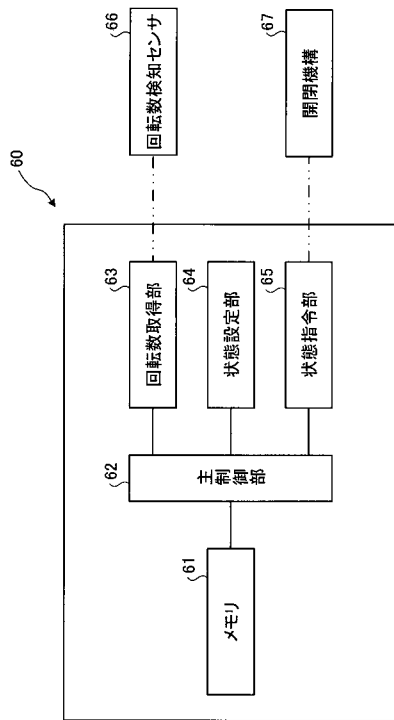 60
66
回転数検知センサ
67
開閉機構
63
回転数取得部
64
状態設定部
65
状態指令部
62
主制御部
61
メモリ